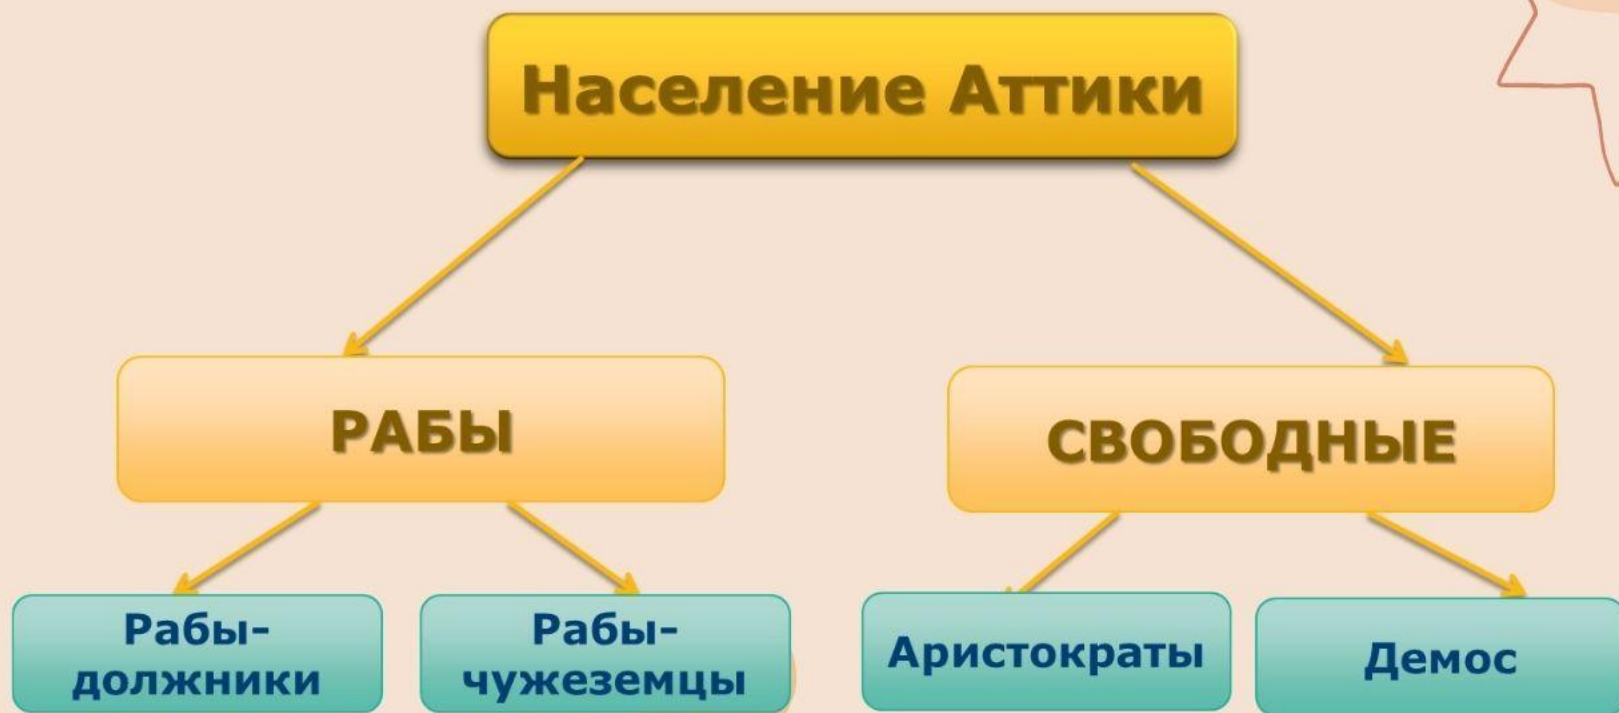 Население Аттики
РАБЫ
СВОБОДНЫЕ
Рабы-
должники
Рабы-
чужеземцы
Аристократы
Демос